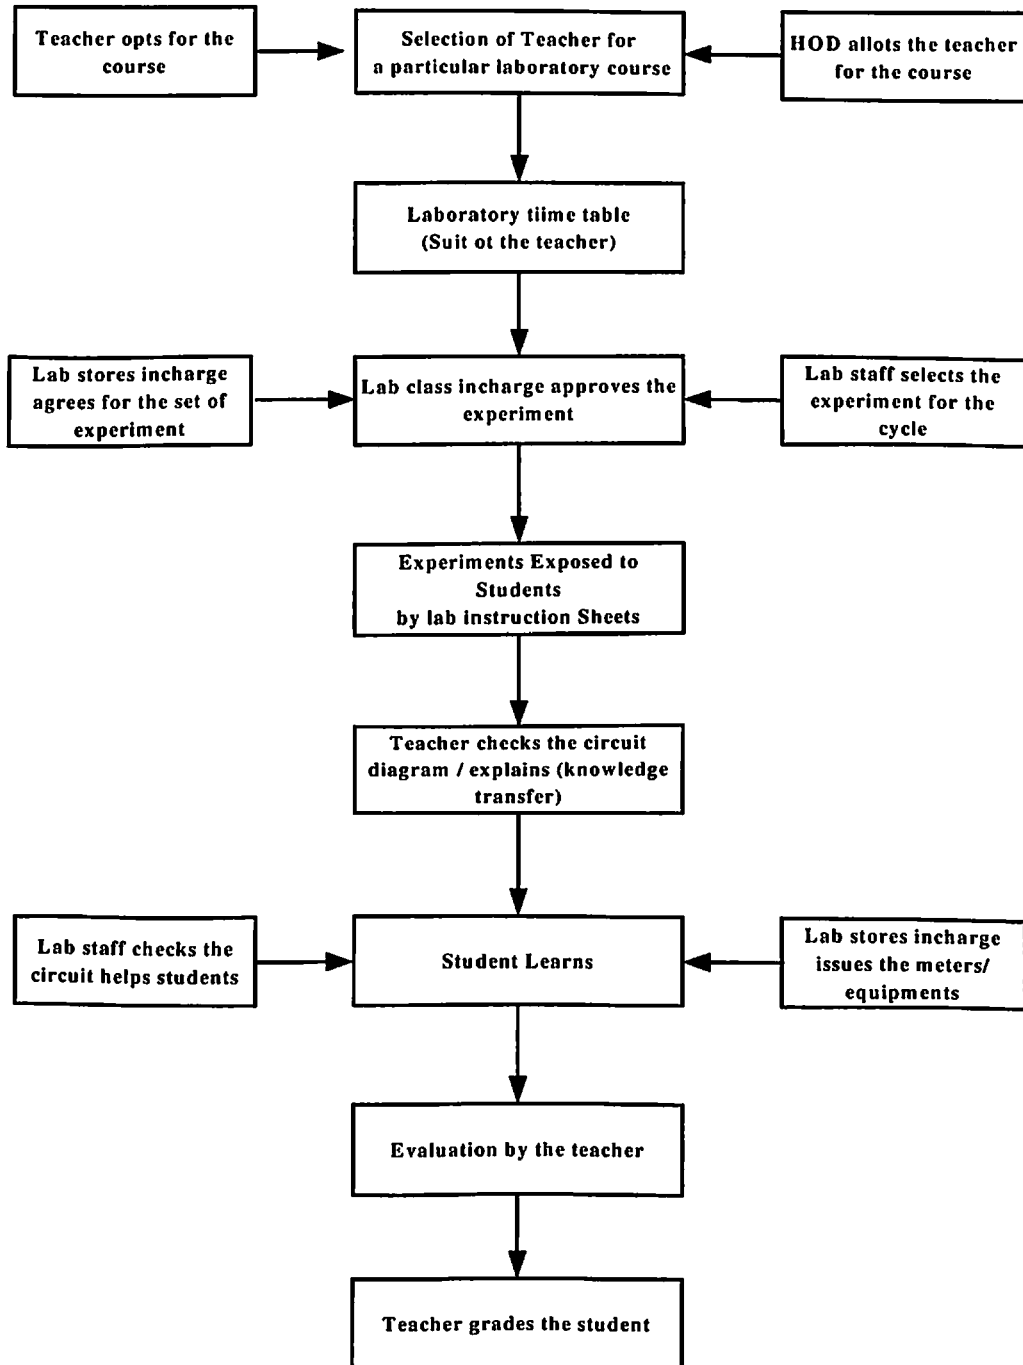 Teacher opts for the
course
Selection of Teacher for
a particular laboratory course
HOD allots the teacher
for the course
Laboratory tiime table
(Suit ot the teacher)
Lab stores incharge
agrees for the set of
experiment
Lab class incharge approves the
experiment
Lab staff selects the
experiment for the
cycle
Experiments Exposed to
Students
by lab instruction Sheets
Teacher checks the circuit
diagram / explains (knowledge
transfer)
Lab staff checks the
circuit helps students
Student Learns
Lab stores incharge
issues the meters/
equipments
Evaluation by the teacher
Teacher grades the student